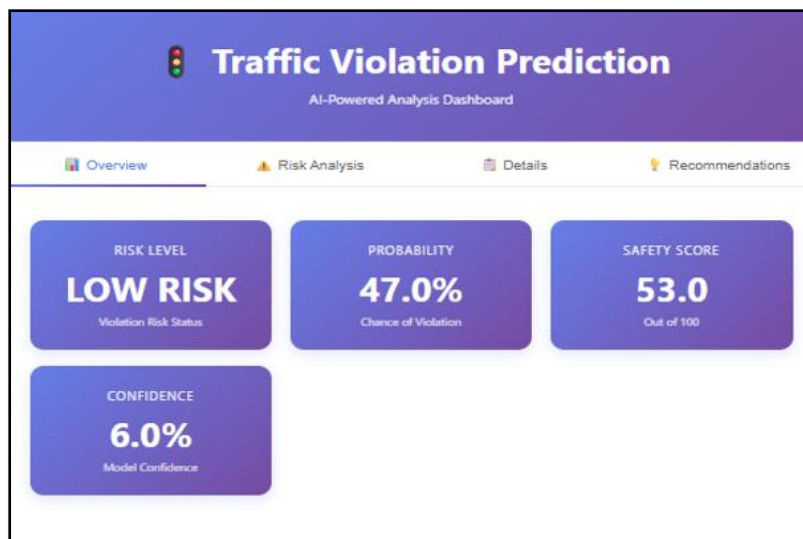 Traffic Violation Prediction
AI-Powered Analysis Dashboard
Overview
Risk Analysis
Details
Recommendations
RISK LEVEL
LOW RISK
Violation Risk Status
PROBABILITY
47.0%
Chance of Violation
SAFETY SCORE
53.0
Out of 100
CONFIDENCE
6.0%
Model Confidence